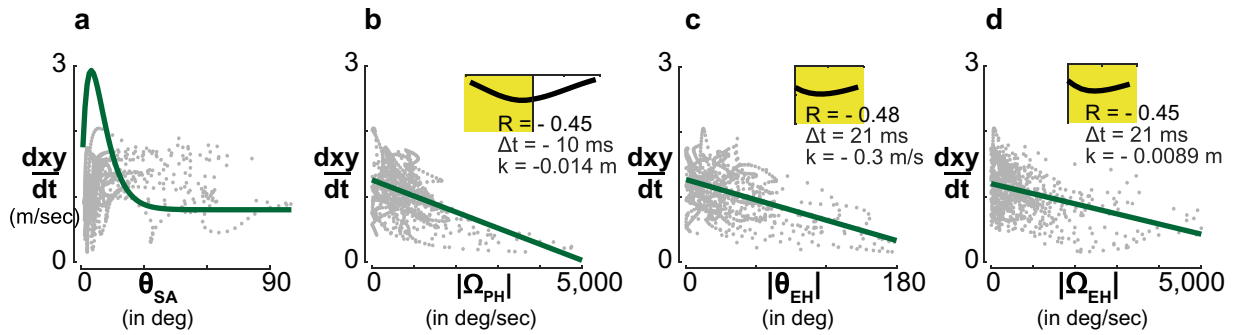 a
3
dxy
dt
(m/sec)
0
0
θSA
90
(in deg)
b
3
R = - 0.45
Δt = - 10 ms
k = -0.014 m
dxy
dt
0
0
|ΩPH|
5,000
(in deg/sec)
c
3
R = - 0.48
Δt = 21 ms
k = - 0.3 m/s
dxy
dt
0
0
|θEH|
180
(in deg)
d
3
R = - 0.45
Δt = 21 ms
k = - 0.0089 m
dxy
dt
0
0
|ΩEH|
5,000
(in deg/sec)